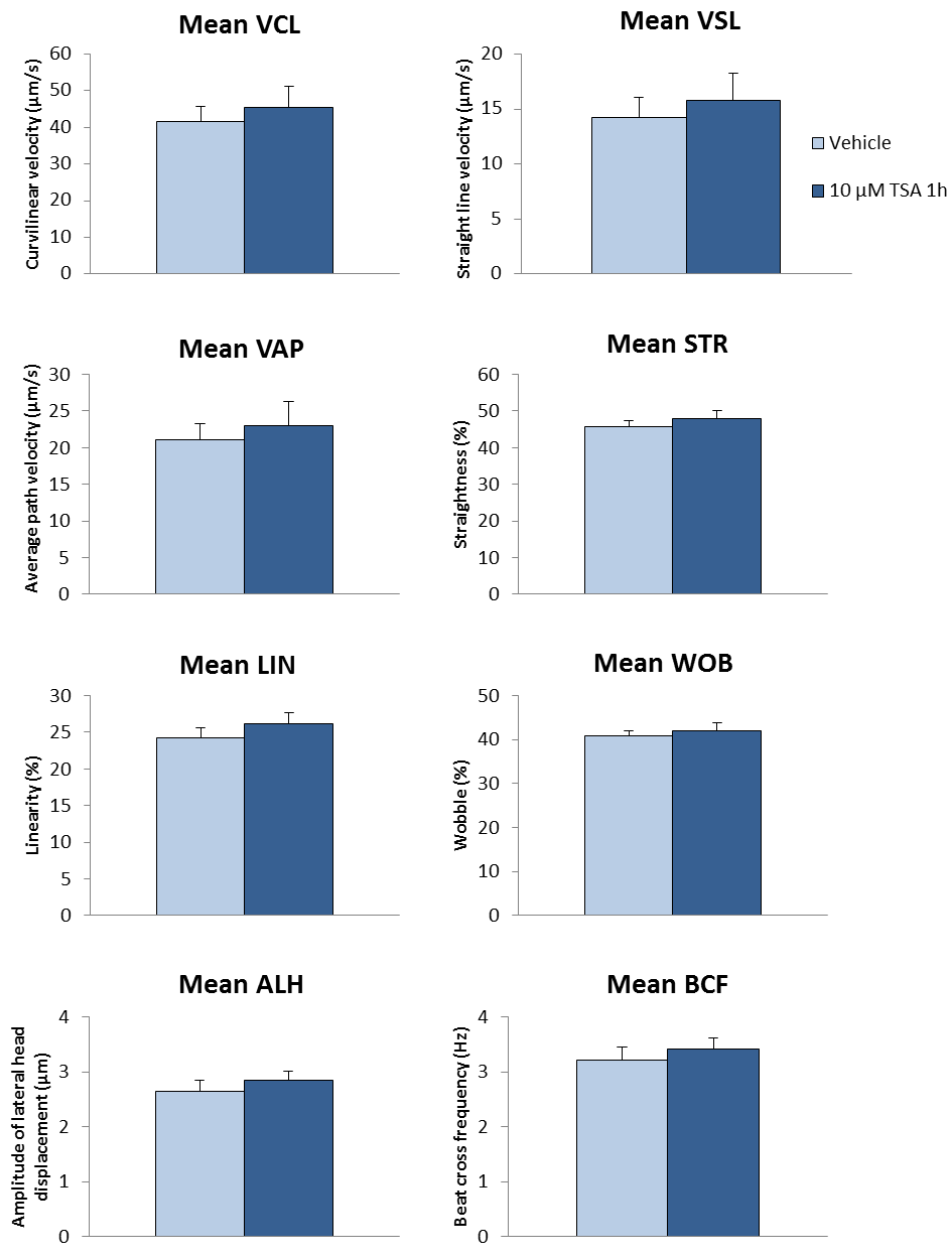 Mean VCL
Curvilinear velocity (µm/s)
60
50
40
30
20
10
0
Mean VSL
Straight line velocity (µm/s)
20
15
10
5
0
Vehicle
10 µM TSA 1h
Mean VAP
Average path velocity (µm/s)
30
25
20
15
10
5
0
Mean STR
Straightness (%)
60
50
40
30
20
10
0
Mean LIN
Linearity (%)
30
25
20
15
10
5
0
Mean WOB
Wobble (%)
50
40
30
20
10
0
Mean ALH
Amplitude of lateral head
displacement (µm)
4
3
2
1
0
Mean BCF
Beat cross frequency (Hz)
4
3
2
1
0